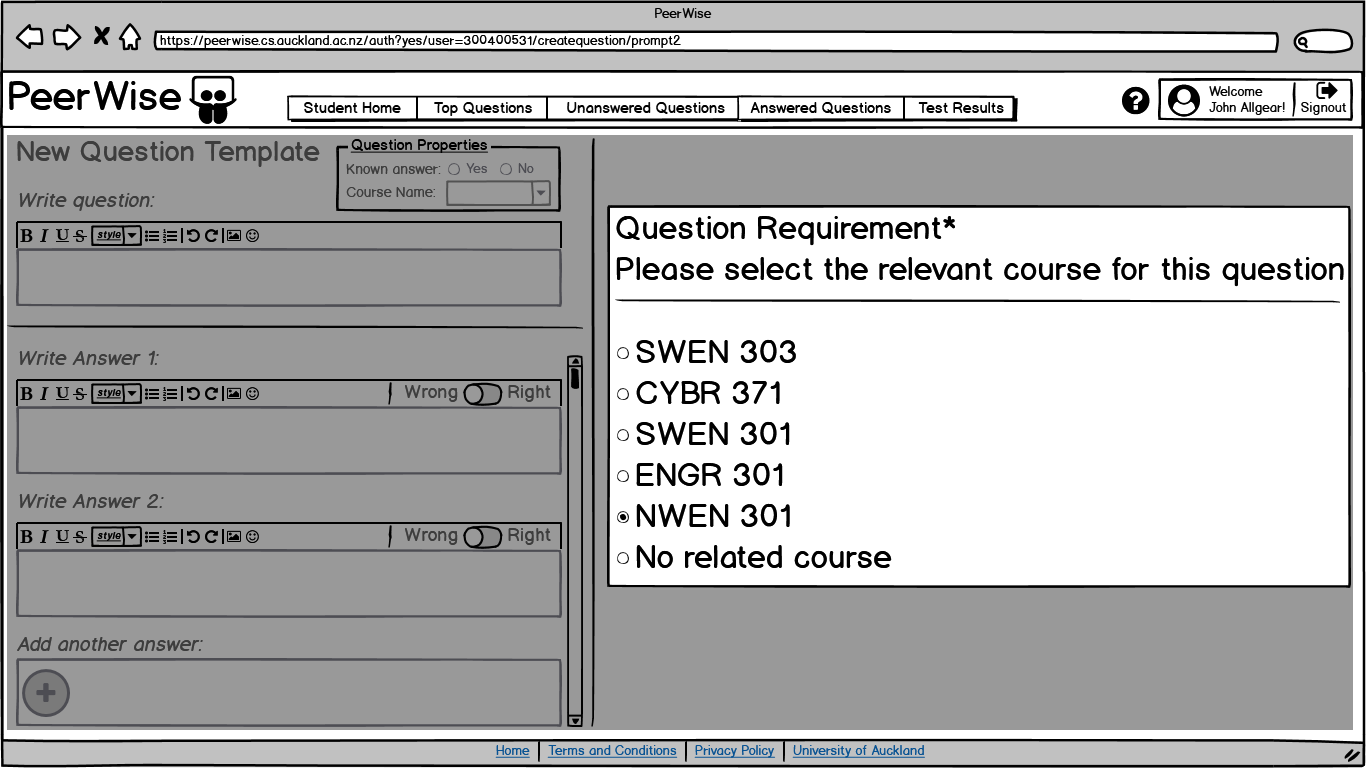 PeerWise
https://peerwise.cs.auckland.ac.nz/auth?yes/user=300400531/createquestion/prompt2
PeerWise
Student Home
Top Questions
Unanswered Questions
Answered Questions
Test Results
?
Welcome
John Allgear!
Signout
New Question Template
Question Properties
Known answer: Yes No
Course Name:
Write question:
B I U S style
Write Answer 1:
B I U S style Wrong Right
Write Answer 2:
B I U S style Wrong Right
Add another answer:
+
Question Requirement*
Please select the relevant course for this question
SWEN 303
CYBR 371
SWEN 301
ENGR 301
NWEN 301
No related course
Home
Terms and Conditions
Privacy Policy
University of Auckland